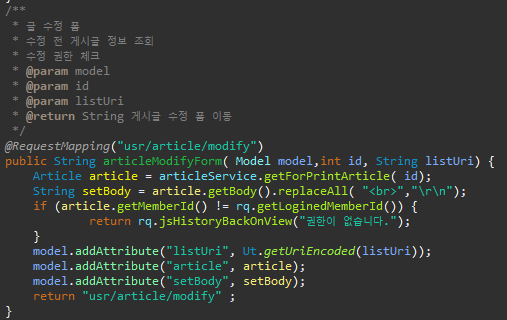 /**
 * 글 수정 폼
 * 수정 전 게시글 정보 조회
 * 수정 권한 체크
 * @param model
 * @param id
 * @param listUri
 * @return String 게시글 수정 폼 이동
 */
@RequestMapping("usr/article/modify")
public String articleModifyForm( Model model,int id, String listUri) {
    Article article = articleService.getForPrintArticle( id);
    String setBody = article.getBody().replaceAll( "<br>","\r\n");
    if (article.getMemberId() != rq.getLoginedMemberId()) {
            return rq.jsHistoryBackOnView("권한이 없습니다.");
    }
    model.addAttribute("listUri", Ut.getUriEncoded(listUri));
    model.addAttribute("article", article);
    model.addAttribute("setBody", setBody);
    return "usr/article/modify" ;
}